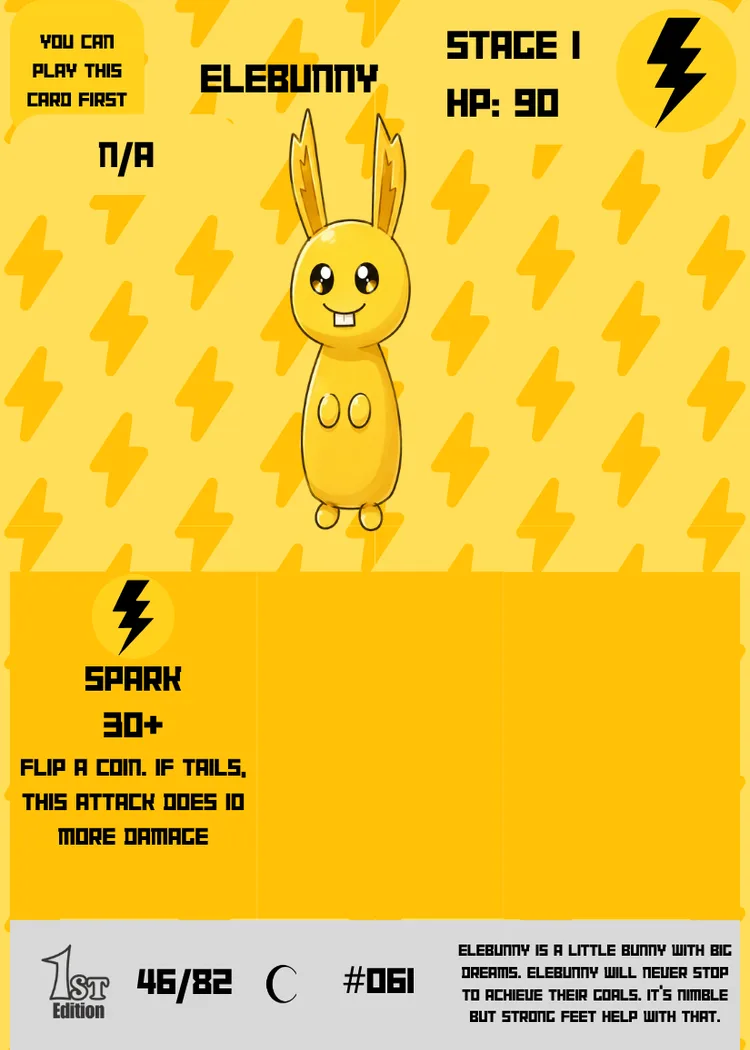 YOU CAN
PLAY THIS
CARD FIRST
N/A
ELEBUNNY
STAGE 1
HP: 90
SPARK
30+
FLIP A COIN. IF TAILS,
THIS ATTACK DOES 10
MORE DAMAGE
1ST
Edition
46/82
C
#061
ELEBUNNY IS A LITTLE BUNNY WITH BIG
DREAMS. ELEBUNNY WILL NEVER STOP
TO ACHIEVE THEIR GOALS. IT'S NIMBLE
BUT STRONG FEET HELP WITH THAT.